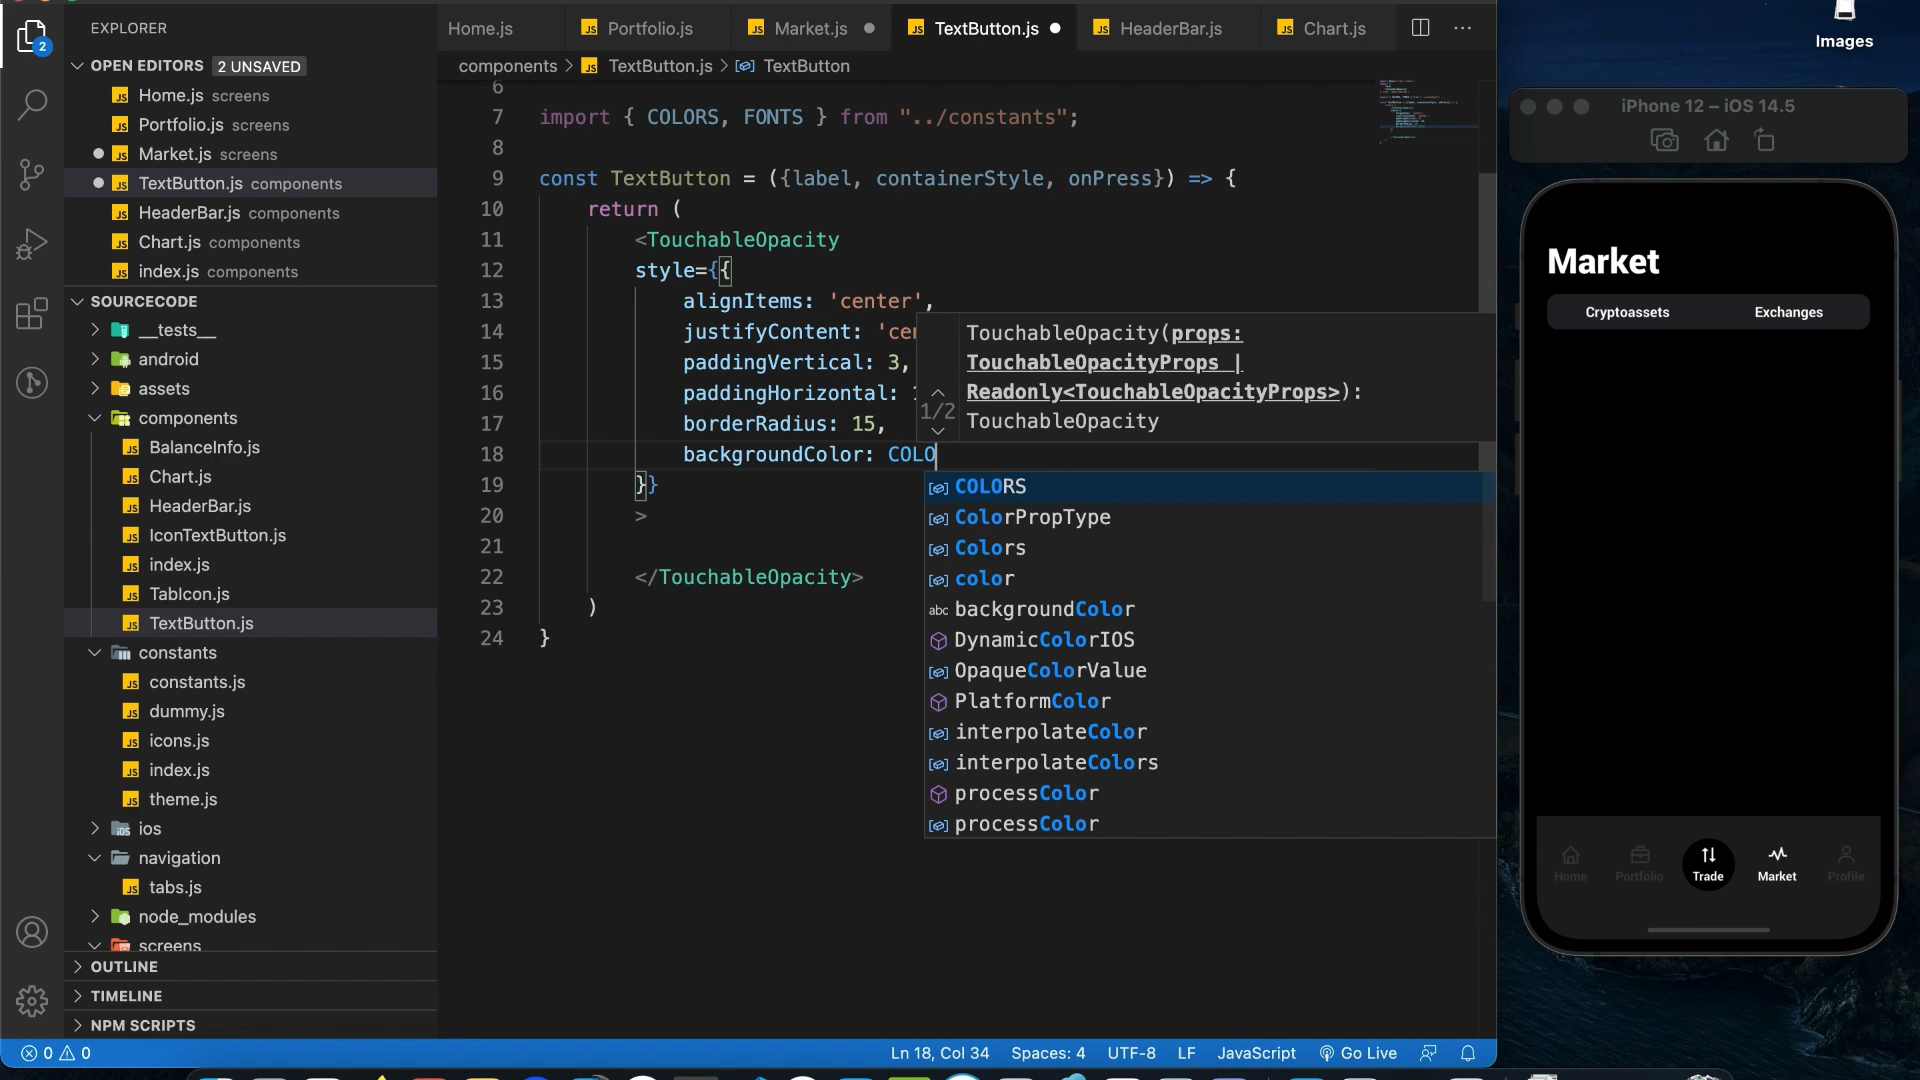 EXPLORER
OPEN EDITORS 2 UNSAVED
Home.js screens
Portfolio.js screens
Market.js screens
TextButton.js components
HeaderBar.js components
Chart.js components
index.js components
SOURCECODE
__tests__
android
assets
components
BalanceInfo.js
Chart.js
HeaderBar.js
IconTextButton.js
index.js
TabIcon.js
TextButton.js
constants
constants.js
dummy.js
icons.js
index.js
theme.js
ios
navigation
tabs.js
node_modules
screens
OUTLINE
TIMELINE
NPM SCRIPTS
2
Home.js
Portfolio.js
Market.js
TextButton.js
HeaderBar.js
Chart.js
components > TextButton.js > TextButton
6
7 import { COLORS, FONTS } from "../constants";
8
9 const TextButton = ({label, containerStyle, onPress}) => {
10 return (
11 <TouchableOpacity
12 style={{
13 alignItems: 'center',
14 justifyContent: 'cen
15 paddingVertical: 3,
16 paddingHorizontal: 1
17 borderRadius: 15,
18 backgroundColor: COLO
19 }}
20 >
21
22 </TouchableOpacity>
23 )
24 }
1/2
TouchableOpacity(props:
TouchableOpacityProps |
Readonly<TouchableOpacityProps>):
TouchableOpacity
COLORS
ColorPropType
Colors
color
abc backgroundColor
DynamicColorIOS
OpaqueColorValue
PlatformColor
interpolateColor
interpolateColors
processColor
processColor
0 0
Ln 18, Col 34
Spaces: 4
UTF-8
LF
JavaScript
Go Live
Images
iPhone 12 – iOS 14.5
Market
Cryptoassets
Exchanges
Home
Portfolio
Trade
Market
Profile